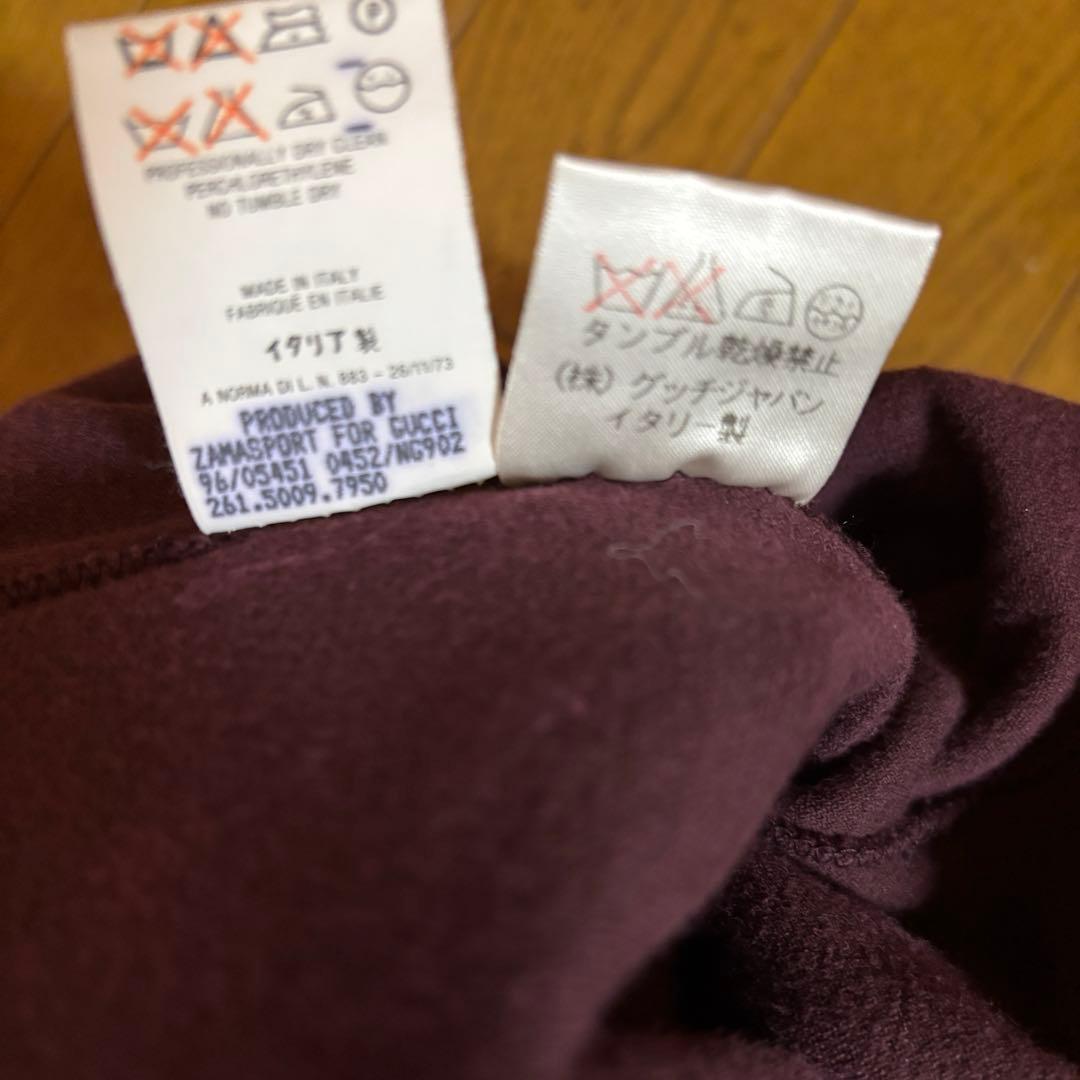 P
PROFESSIONALLY DRY CLEAN
PERCHLORETHYLENE
NO TUMBLE DRY
MADE IN ITALY
FABRIQUÉ EN ITALIE
イタリア製
A NORMA DI L. N. 883 - 26/11/73
PRODUCED BY
ZAMASPORT FOR GUCCI
96/05451 0452/NG902
261.5009.7950
タンブル乾燥禁止
(株) グッチジャパン
イタリー製